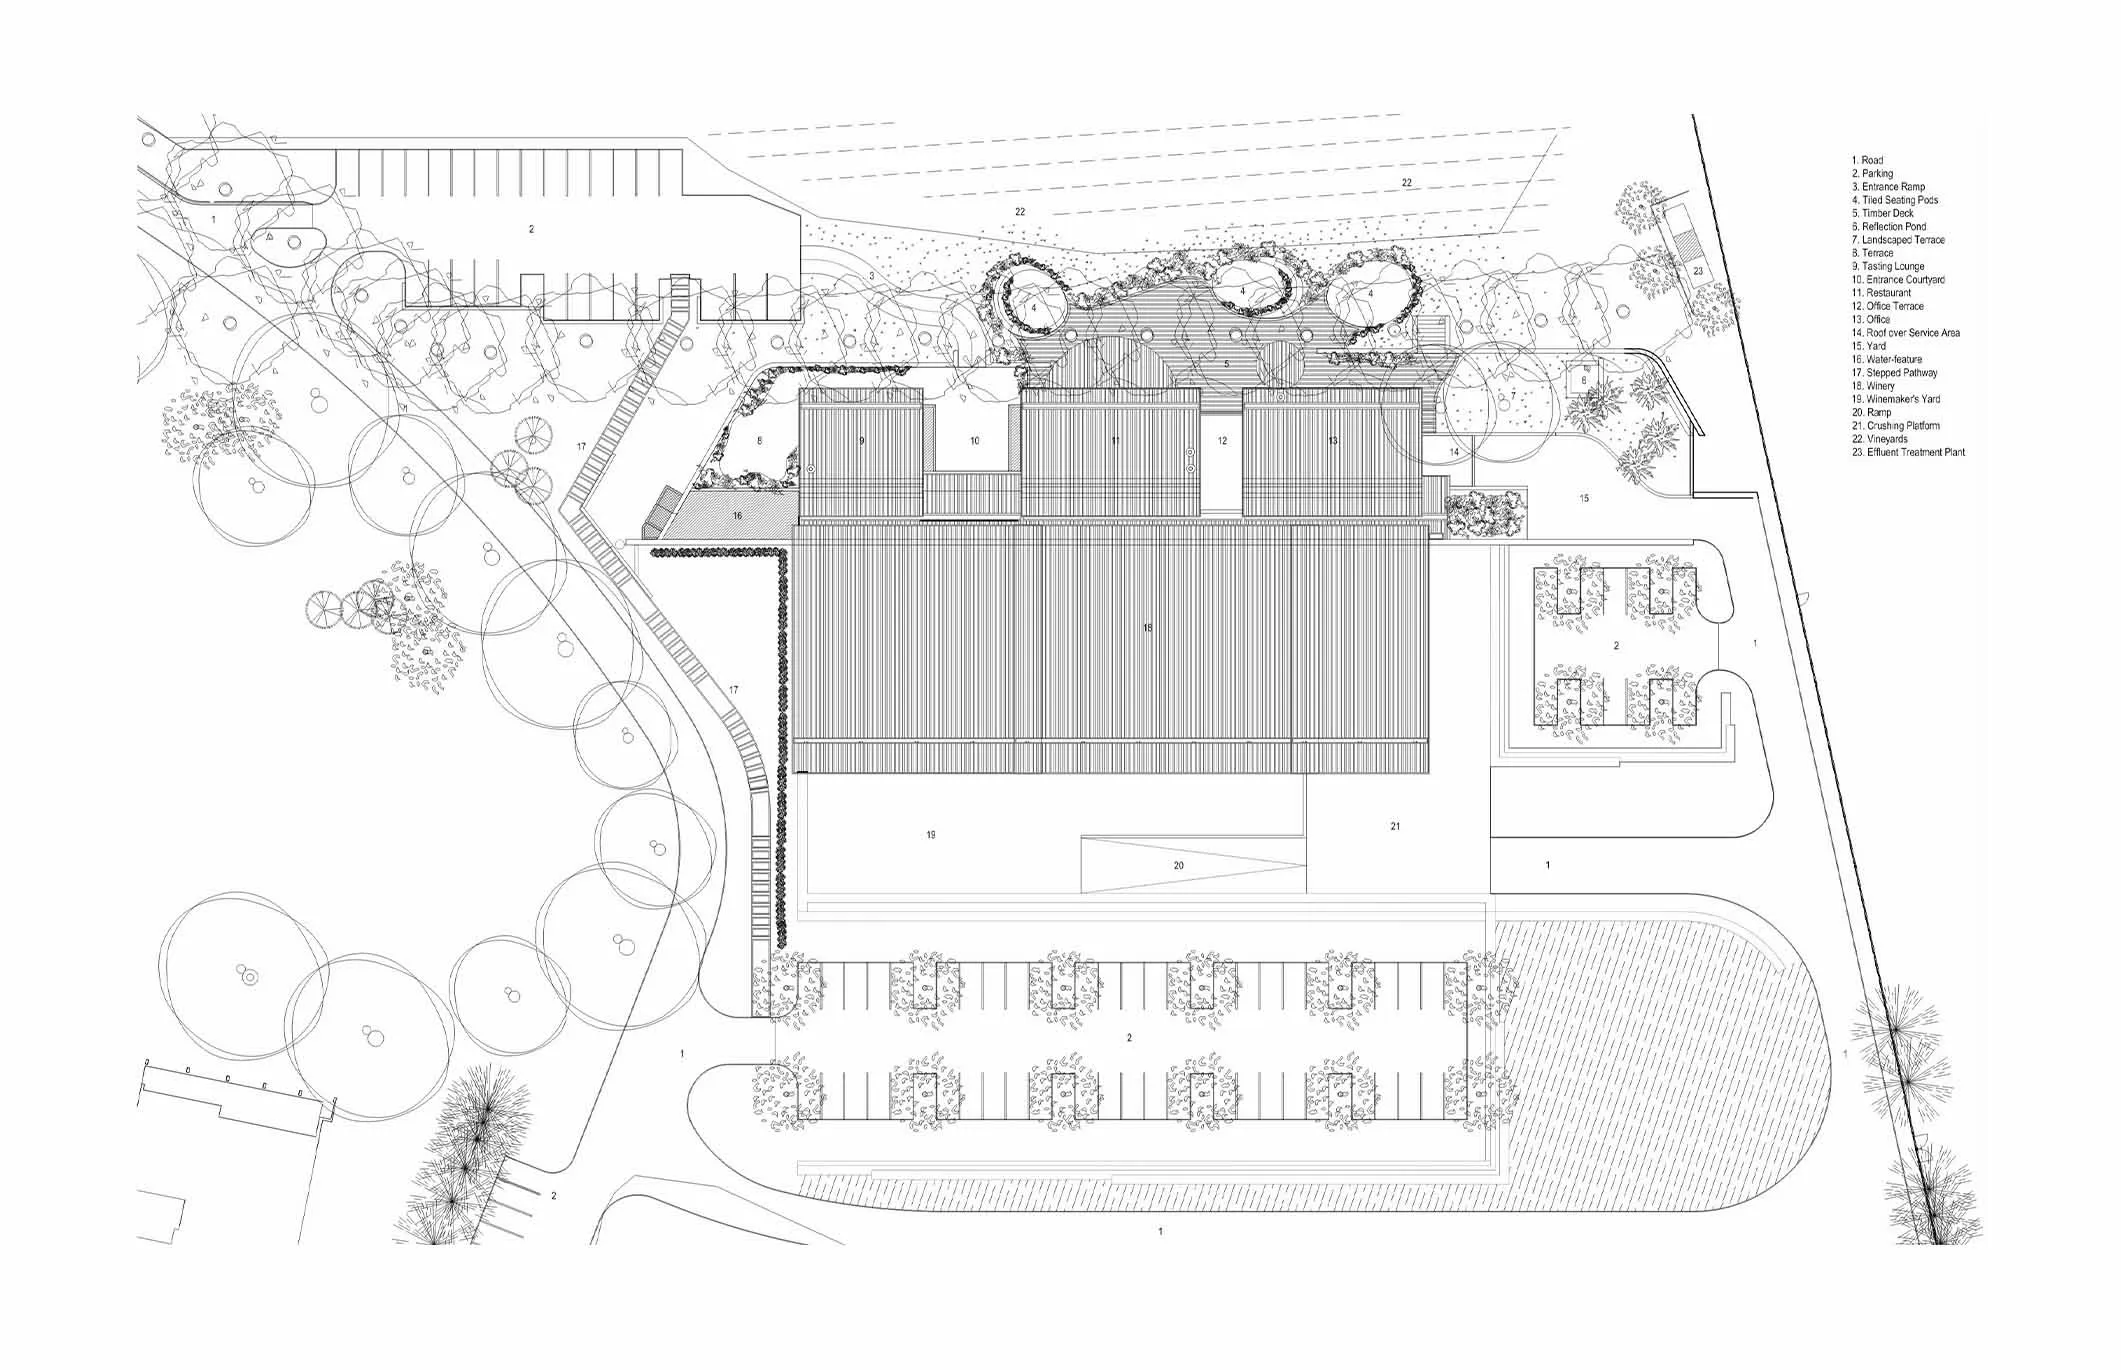 1. Road
2. Parking
3. Entrance Ramp
4. Tiled Seating Pods
5. Timber Deck
6. Reflection Pond
7. Landscaped Terrace
8. Terrace
9. Tasting Lounge
10. Entrance Courtyard
11. Restaurant
12. Office Terrace
13. Office
14. Roof over Service Area
15. Yard
16. Water-feature
17. Stepped Pathway
18. Winery
19. Winemaker's Yard
20. Ramp
21. Crushing Platform
22. Vineyards
23. Effluent Treatment Plant
22
22
1
2
23
3
4
4
4
5
6
7
1
17
8
9
10
11
12
13
14
15
16
18
2
1
17
19
21
20
1
2
1
1
2
1